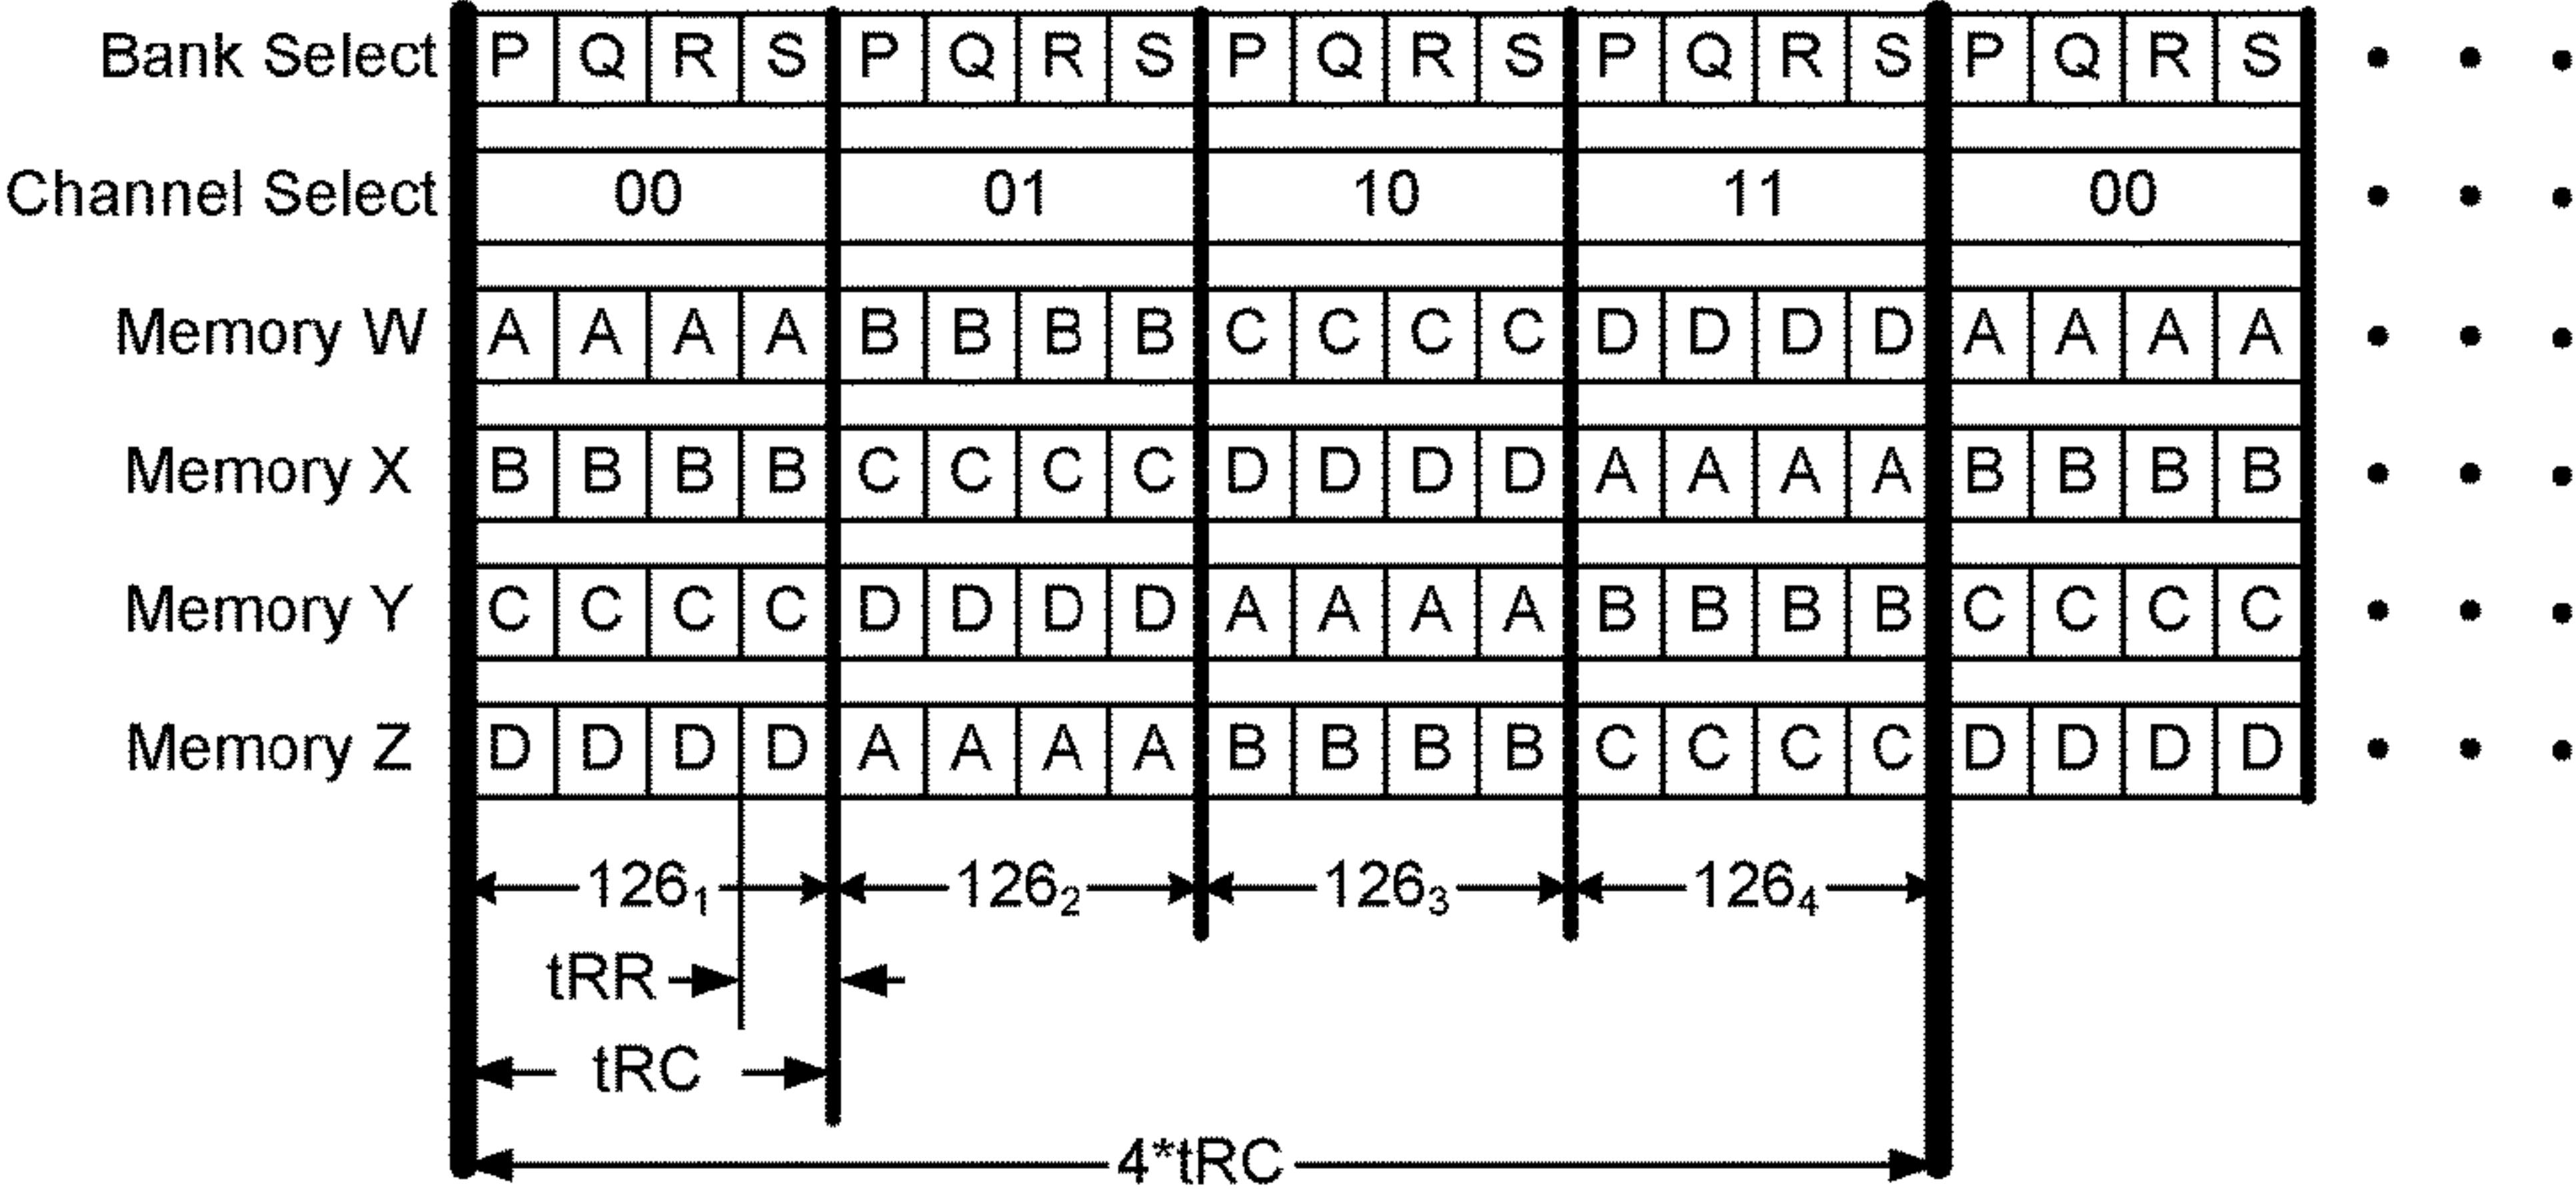 Bank Select P Q R S P Q R S P Q R S P Q R S P Q R S • • •
Channel Select 00 01 10 11 00 • • •
Memory W A A A A B B B B C C C C D D D D A A A A • • •
Memory X B B B B C C C C D D D D A A A A B B B B • • •
Memory Y C C C C D D D D A A A A B B B B C C C C • • •
Memory Z D D D D A A A A B B B B C C C C D D D D • • •
126₁ 126₂ 126₃ 126₄
tRR
tRC
4*tRC